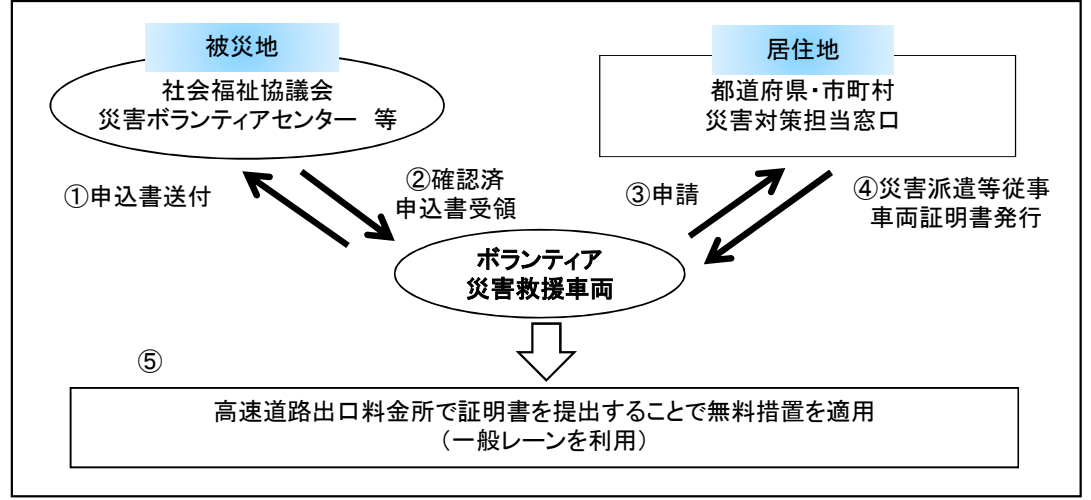 被災地
社会福祉協議会
災害ボランティアセンター 等
居住地
都道府県・市町村
災害対策担当窓口
①申込書送付
②確認済
申込書受領
③申請
④災害派遣等従事
車両証明書発行
ボランティア
災害救援車両
⑤
高速道路出口料金所で証明書を提出することで無料措置を適用
（一般レーンを利用）